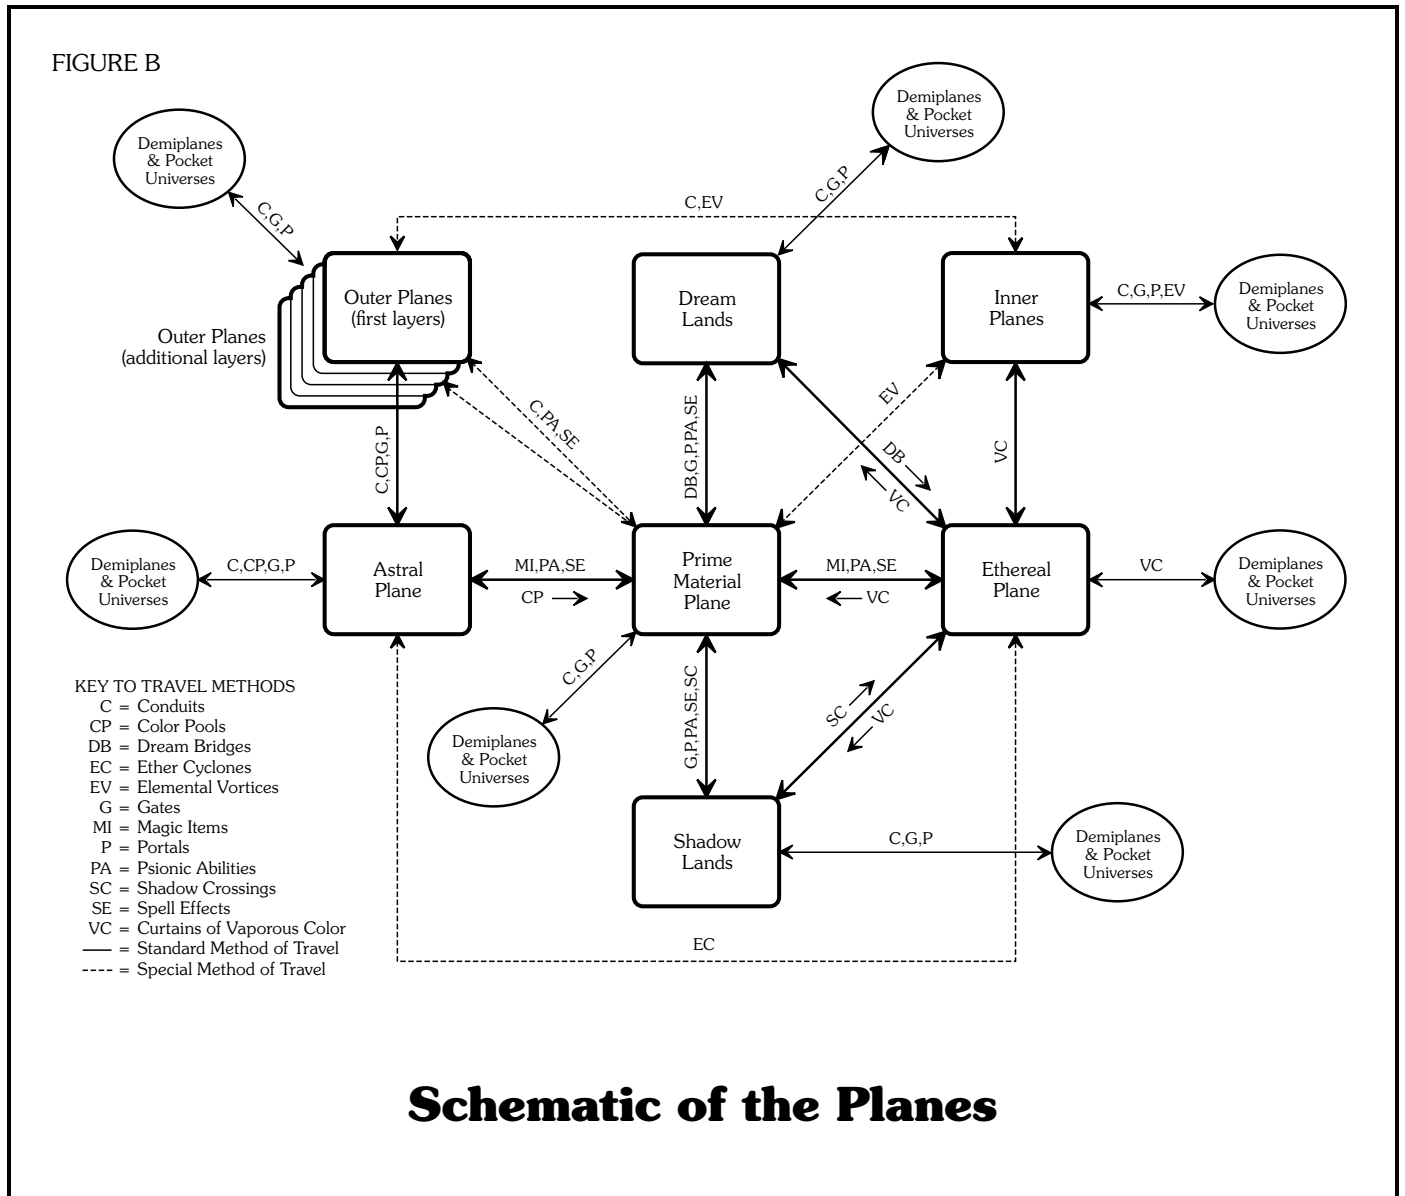 FIGURE B
Demiplanes
& Pocket
Universes
Demiplanes
& Pocket
Universes
C,G,P
C,G,P
C,EV
Outer Planes
(first layers)
Outer Planes
(additional layers)
Dream
Lands
Inner
Planes
C,G,P,EV
Demiplanes
& Pocket
Universes
C,CP,G,P
C,PA,SE
DB,G,P,PA,SE
EV
DB
VC
VC
Demiplanes
& Pocket
Universes
C,CP,G,P
Astral
Plane
MI,PA,SE
CP
Prime
Material
Plane
MI,PA,SE
VC
Ethereal
Plane
VC
Demiplanes
& Pocket
Universes
C,G,P
Demiplanes
& Pocket
Universes
G,P,PA,SE,SC
SC
VC
Shadow
Lands
C,G,P
Demiplanes
& Pocket
Universes
EC
KEY TO TRAVEL METHODS
C = Conduits
CP = Color Pools
DB = Dream Bridges
EC = Ether Cyclones
EV = Elemental Vortices
G = Gates
MI = Magic Items
P = Portals
PA = Psionic Abilities
SC = Shadow Crossings
SE = Spell Effects
VC = Curtains of Vaporous Color
—— = Standard Method of Travel
---- = Special Method of Travel
Schematic of the Planes